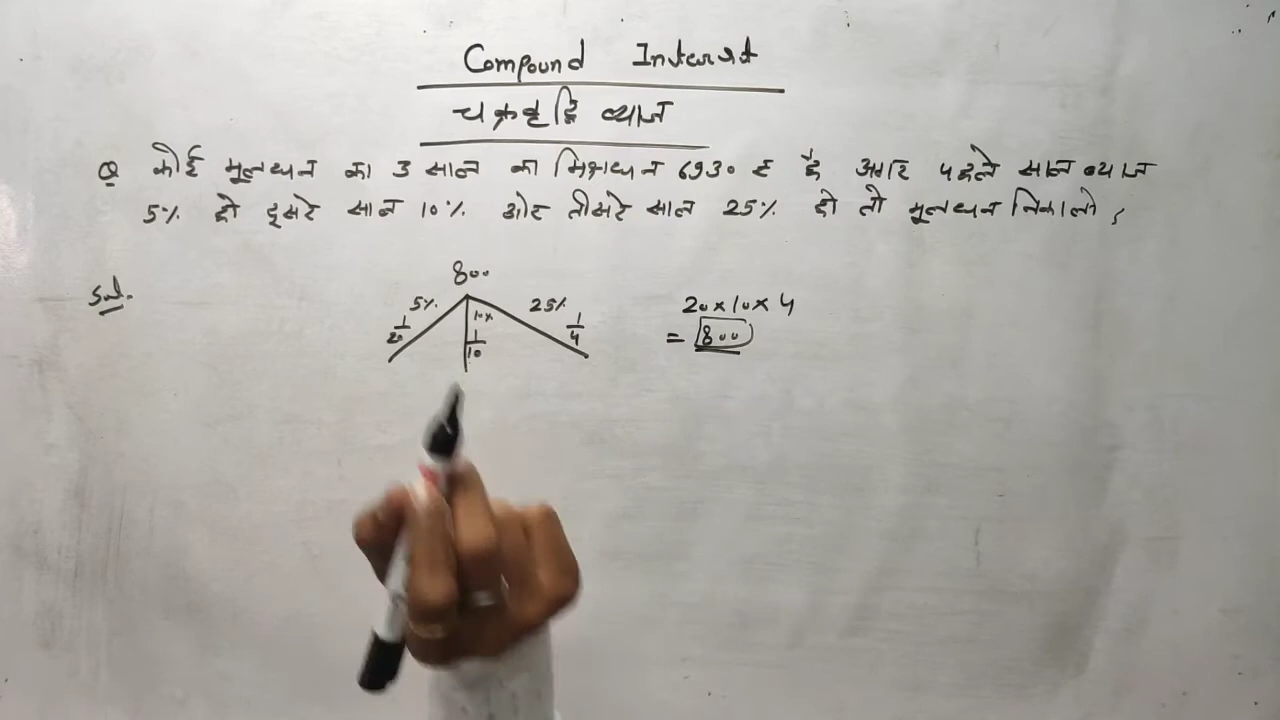 Compound Interest
चक्रवृद्धि ब्याज
Q कोई मूलधन का 3 साल का मिश्रधन 6930 रु है अगर पहले साल ब्याज
5% हो दूसरे साल 10% और तीसरे साल 25% हो तो मूलधन निकालो,
Sol.
800
5% 10% 25%
1/20 1/10 1/4
20×10×4
= 800